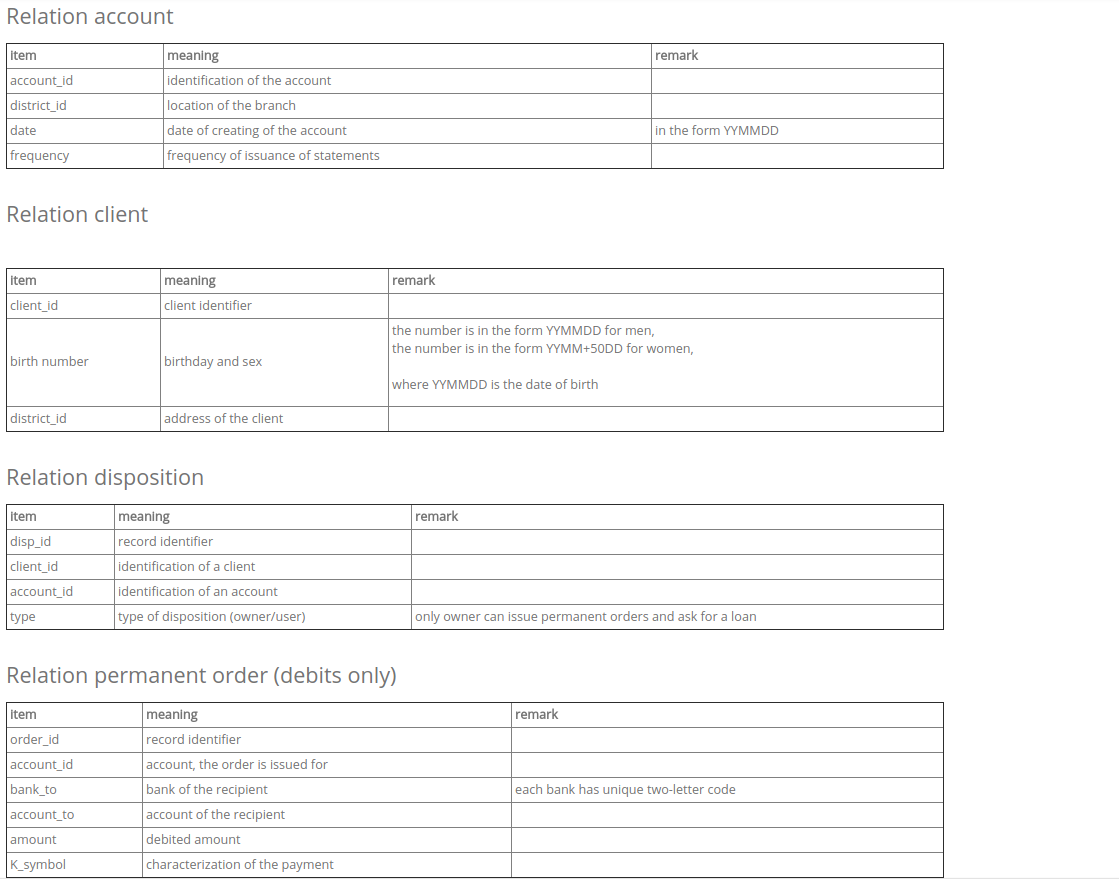 Relation account
item meaning remark
account_id identification of the account
district_id location of the branch
date date of creating of the account in the form YYMMDD
frequency frequency of issuance of statements
Relation client
item meaning remark
client_id client identifier
birth number birthday and sex the number is in the form YYMMDD for men,
the number is in the form YYMM+50DD for women,
where YYMMDD is the date of birth
district_id address of the client
Relation disposition
item meaning remark
disp_id record identifier
client_id identification of a client
account_id identification of an account
type type of disposition (owner/user) only owner can issue permanent orders and ask for a loan
Relation permanent order (debits only)
item meaning remark
order_id record identifier
account_id account, the order is issued for
bank_to bank of the recipient each bank has unique two-letter code
account_to account of the recipient
amount debited amount
K_symbol characterization of the payment